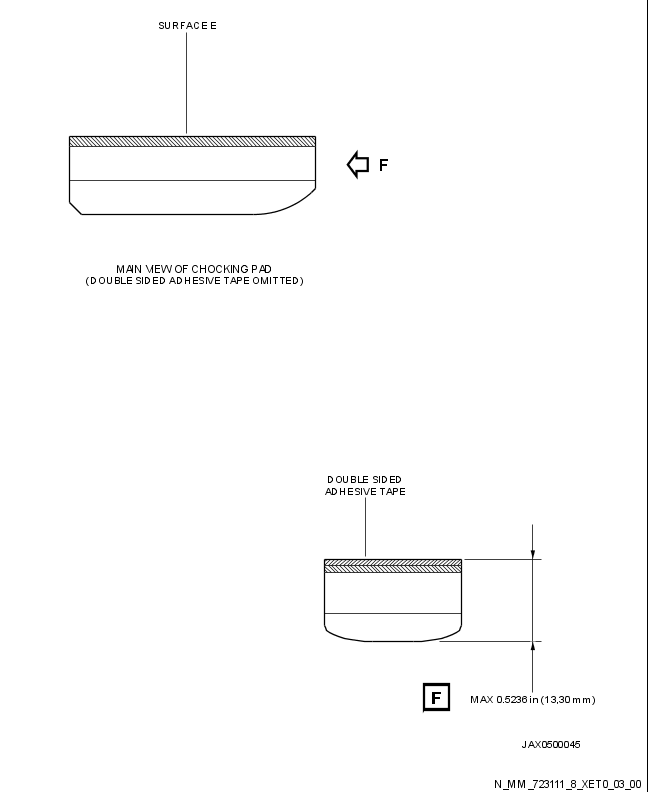 SURFACE E
F
MAIN VIEW OF CHOCKING PAD
(DOUBLE SIDED ADHESIVE TAPE OMITTED)
DOUBLE SIDED
ADHESIVE TAPE
F
MAX 0.5236 in (13,30 mm)
JAX0500045
N_MM_723111_8_XET0_03_00